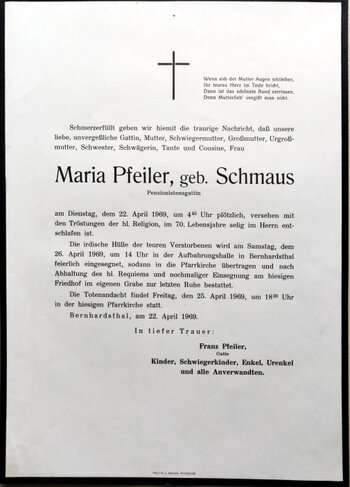 Wenn sich der Mutter Augen schließen,
Ihr teures Herz im Tode bricht,
Dann ist das schönste Band zerrissen,
Denn Mutterlieb' vergißt man nicht.
Schmerzerfüllt geben wir hiemit die traurige Nachricht, daß unsere
liebe, unvergeßliche Gattin, Mutter, Schwiegermutter, Großmutter, Urgroß-
mutter, Schwester, Schwägerin, Tante und Cousine, Frau
Maria Pfeiler, geb. Schmaus
Pensionistensgattin
am Dienstag, dem 22. April 1969, um 4⁴⁵ Uhr plötzlich, versehen mit
den Tröstungen der hl. Religion, im 70. Lebensjahre selig im Herrn ent-
schlafen ist.
Die irdische Hülle der teuren Verstorbenen wird am Samstag, dem
26. April 1969, um 14 Uhr in der Aufbahrungshalle in Bernhardsthal
feierlich eingesegnet, sodann in die Pfarrkirche übertragen und nach
Abhaltung des hl. Requiems und nochmaliger Einsegnung am hiesigen
Friedhof im eigenen Grabe zur letzten Ruhe bestattet.
Die Totenandacht findet Freitag, den 25. April 1969, um 18³⁰ Uhr
in der hiesigen Pfarrkirche statt.
Bernhardsthal, am 22. April 1969.
In tiefer Trauer:
Franz Pfeiler,
Gatte
Kinder, Schwiegerkinder, Enkel, Urenkel
und alle Anverwandten.